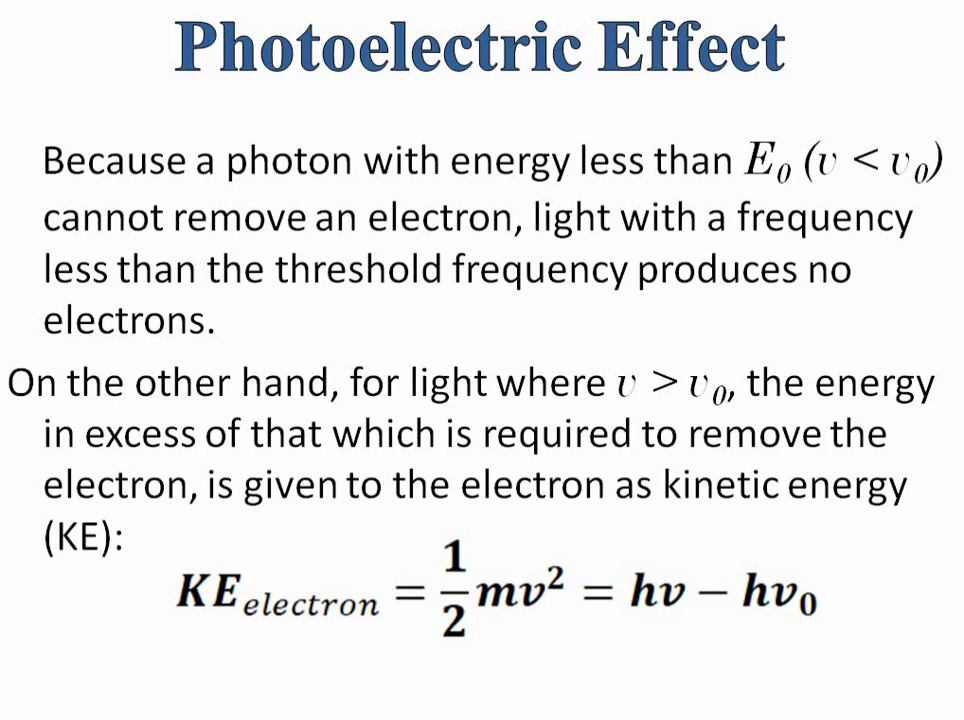 Photoelectric Effect
Because a photon with energy less than E₀ (υ < υ₀)
cannot remove an electron, light with a frequency
less than the threshold frequency produces no
electrons.
On the other hand, for light where υ > υ₀, the energy
in excess of that which is required to remove the
electron, is given to the electron as kinetic energy
(KE):
KE_electron = 1/2 mv² = hυ − hυ₀